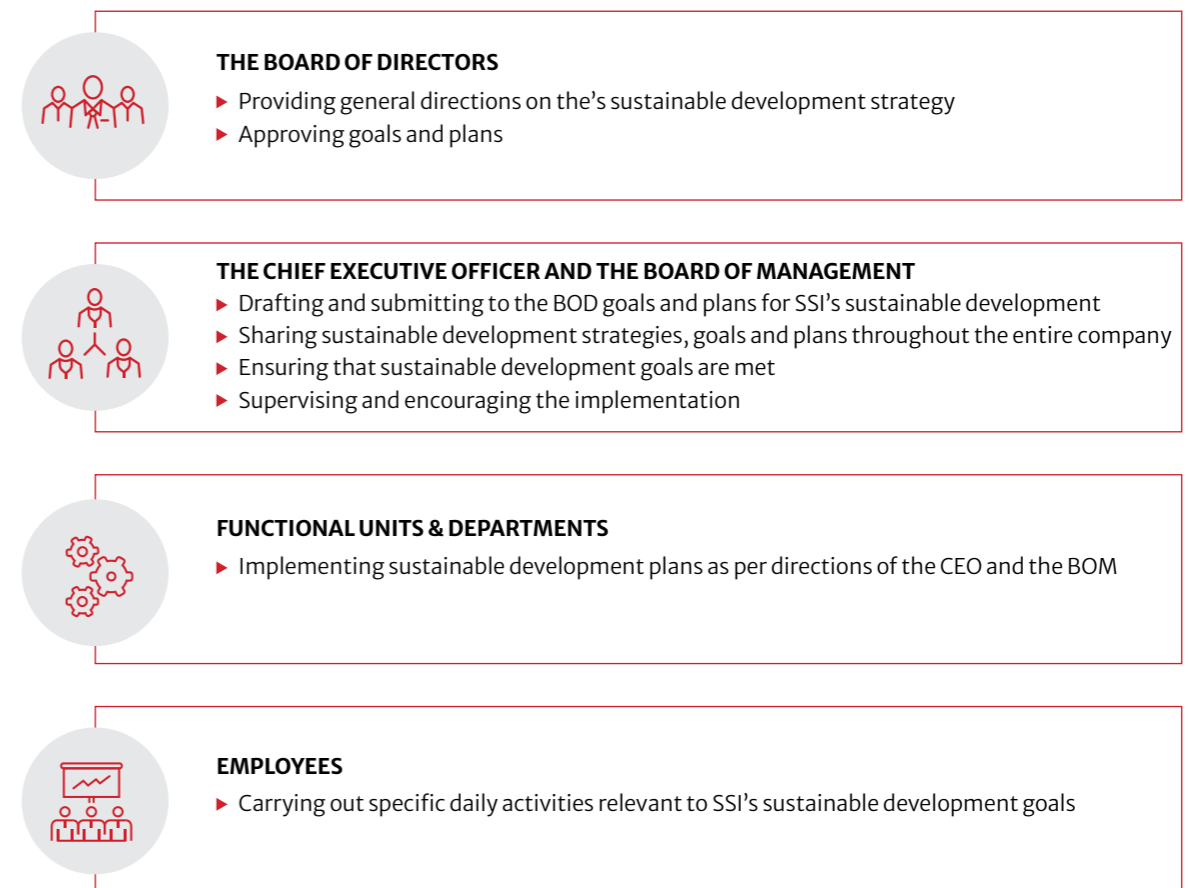 THE BOARD OF DIRECTORS
▶ Providing general directions on the’s sustainable development strategy
▶ Approving goals and plans
THE CHIEF EXECUTIVE OFFICER AND THE BOARD OF MANAGEMENT
▶ Drafting and submitting to the BOD goals and plans for SSI’s sustainable development
▶ Sharing sustainable development strategies, goals and plans throughout the entire company
▶ Ensuring that sustainable development goals are met
▶ Supervising and encouraging the implementation
FUNCTIONAL UNITS & DEPARTMENTS
▶ Implementing sustainable development plans as per directions of the CEO and the BOM
EMPLOYEES
▶ Carrying out specific daily activities relevant to SSI’s sustainable development goals